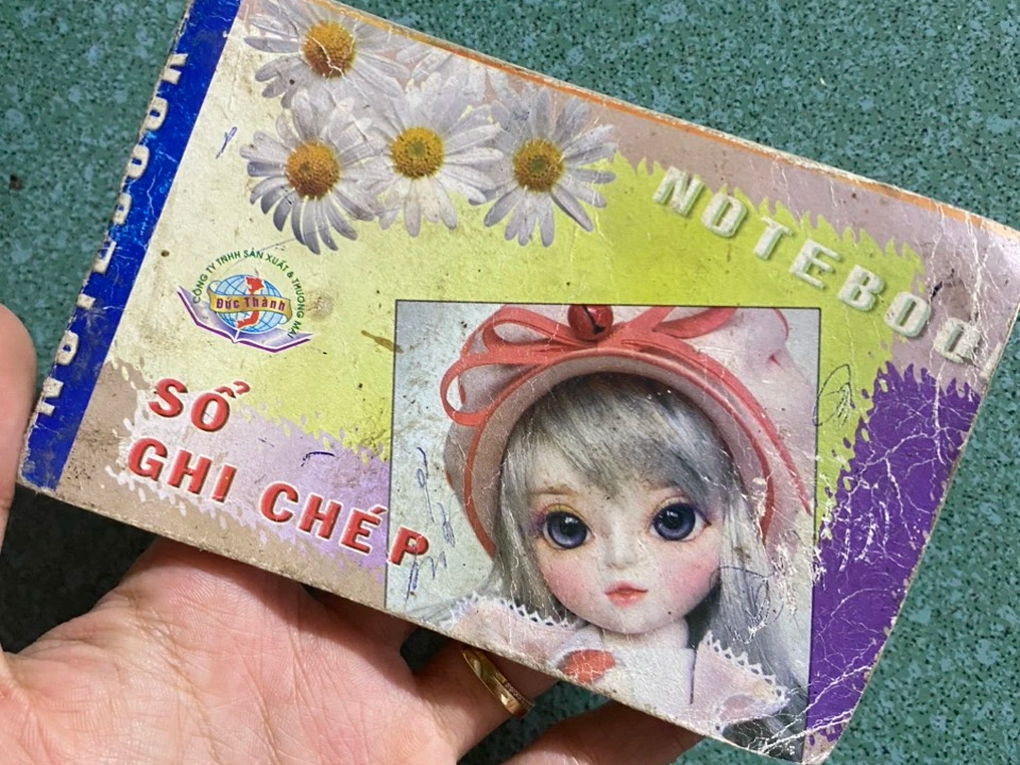 NOTEBOOK
NOTEBOO
CÔNG TY TNHH SẢN XUẤT & THƯƠNG MẠI
Đức Thành
SỔ
GHI CHÉP